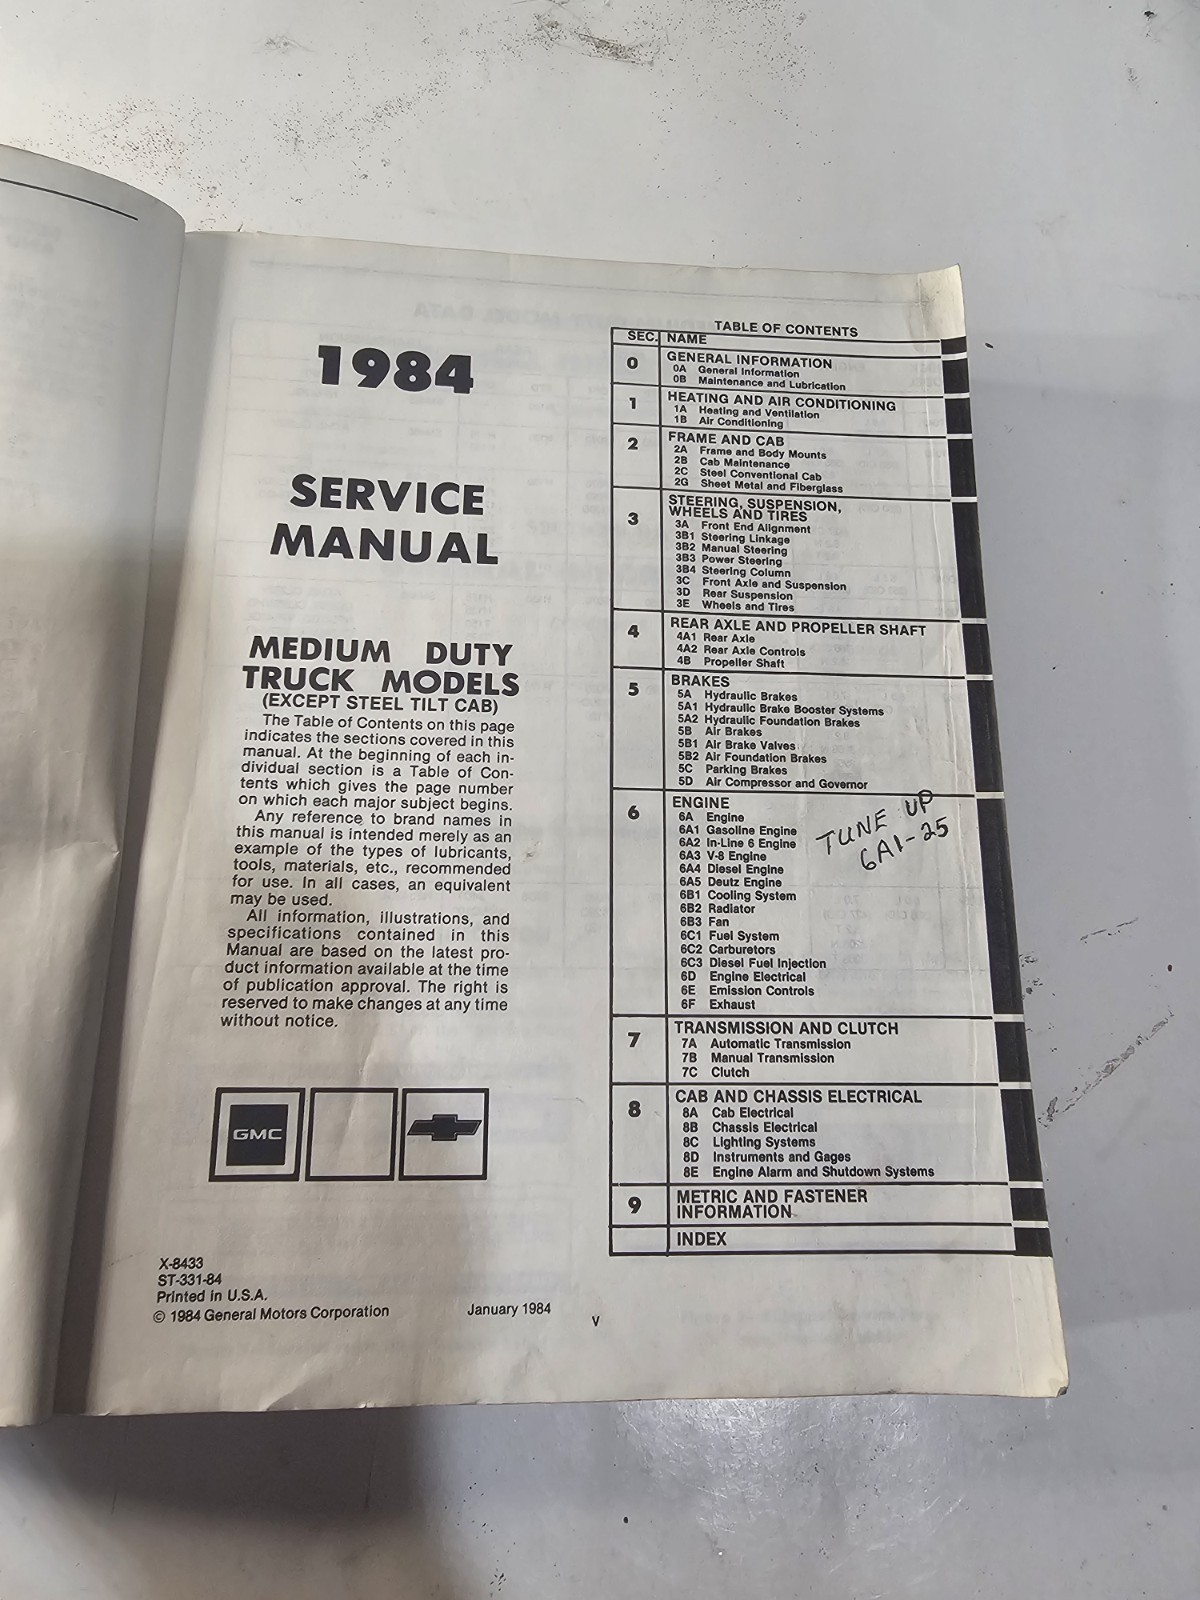 1984
SERVICE
MANUAL
MEDIUM DUTY
TRUCK MODELS
(EXCEPT STEEL TILT CAB)
The Table of Contents on this page
indicates the sections covered in this
manual. At the beginning of each in-
dividual section is a Table of Con-
tents which gives the page number
on which each major subject begins.
Any reference to brand names in
this manual is intended merely as an
example of the types of lubricants,
tools, materials, etc., recommended
for use. In all cases, an equivalent
may be used.
All information, illustrations, and
specifications contained in this
Manual are based on the latest pro-
duct information available at the time
of publication approval. The right is
reserved to make changes at any time
without notice.
GMC
X-8433
ST-331-84
Printed in U.S.A.
© 1984 General Motors Corporation
January 1984
V
TABLE OF CONTENTS
SEC. NAME
0 GENERAL INFORMATION
0A General Information
0B Maintenance and Lubrication
1 HEATING AND AIR CONDITIONING
1A Heating and Ventilation
1B Air Conditioning
2 FRAME AND CAB
2A Frame and Body Mounts
2B Cab Maintenance
2C Steel Conventional Cab
2G Sheet Metal and Fiberglass
3 STEERING, SUSPENSION,
WHEELS AND TIRES
3A Front End Alignment
3B1 Steering Linkage
3B2 Manual Steering
3B3 Power Steering
3B4 Steering Column
3C Front Axle and Suspension
3D Rear Suspension
3E Wheels and Tires
4 REAR AXLE AND PROPELLER SHAFT
4A1 Rear Axle
4A2 Rear Axle Controls
4B Propeller Shaft
5 BRAKES
5A Hydraulic Brakes
5A1 Hydraulic Brake Booster Systems
5A2 Hydraulic Foundation Brakes
5B Air Brakes
5B1 Air Brake Valves
5B2 Air Foundation Brakes
5C Parking Brakes
5D Air Compressor and Governor
6 ENGINE
6A Engine
6A1 Gasoline Engine
6A2 In-Line 6 Engine
6A3 V-8 Engine
6A4 Diesel Engine
6A5 Deutz Engine
6B1 Cooling System
6B2 Radiator
6B3 Fan
6C1 Fuel System
6C2 Carburetors
6C3 Diesel Fuel Injection
6D Engine Electrical
6E Emission Controls
6F Exhaust
TUNE UP
6A1-25
7 TRANSMISSION AND CLUTCH
7A Automatic Transmission
7B Manual Transmission
7C Clutch
8 CAB AND CHASSIS ELECTRICAL
8A Cab Electrical
8B Chassis Electrical
8C Lighting Systems
8D Instruments and Gages
8E Engine Alarm and Shutdown Systems
9 METRIC AND FASTENER
INFORMATION
INDEX